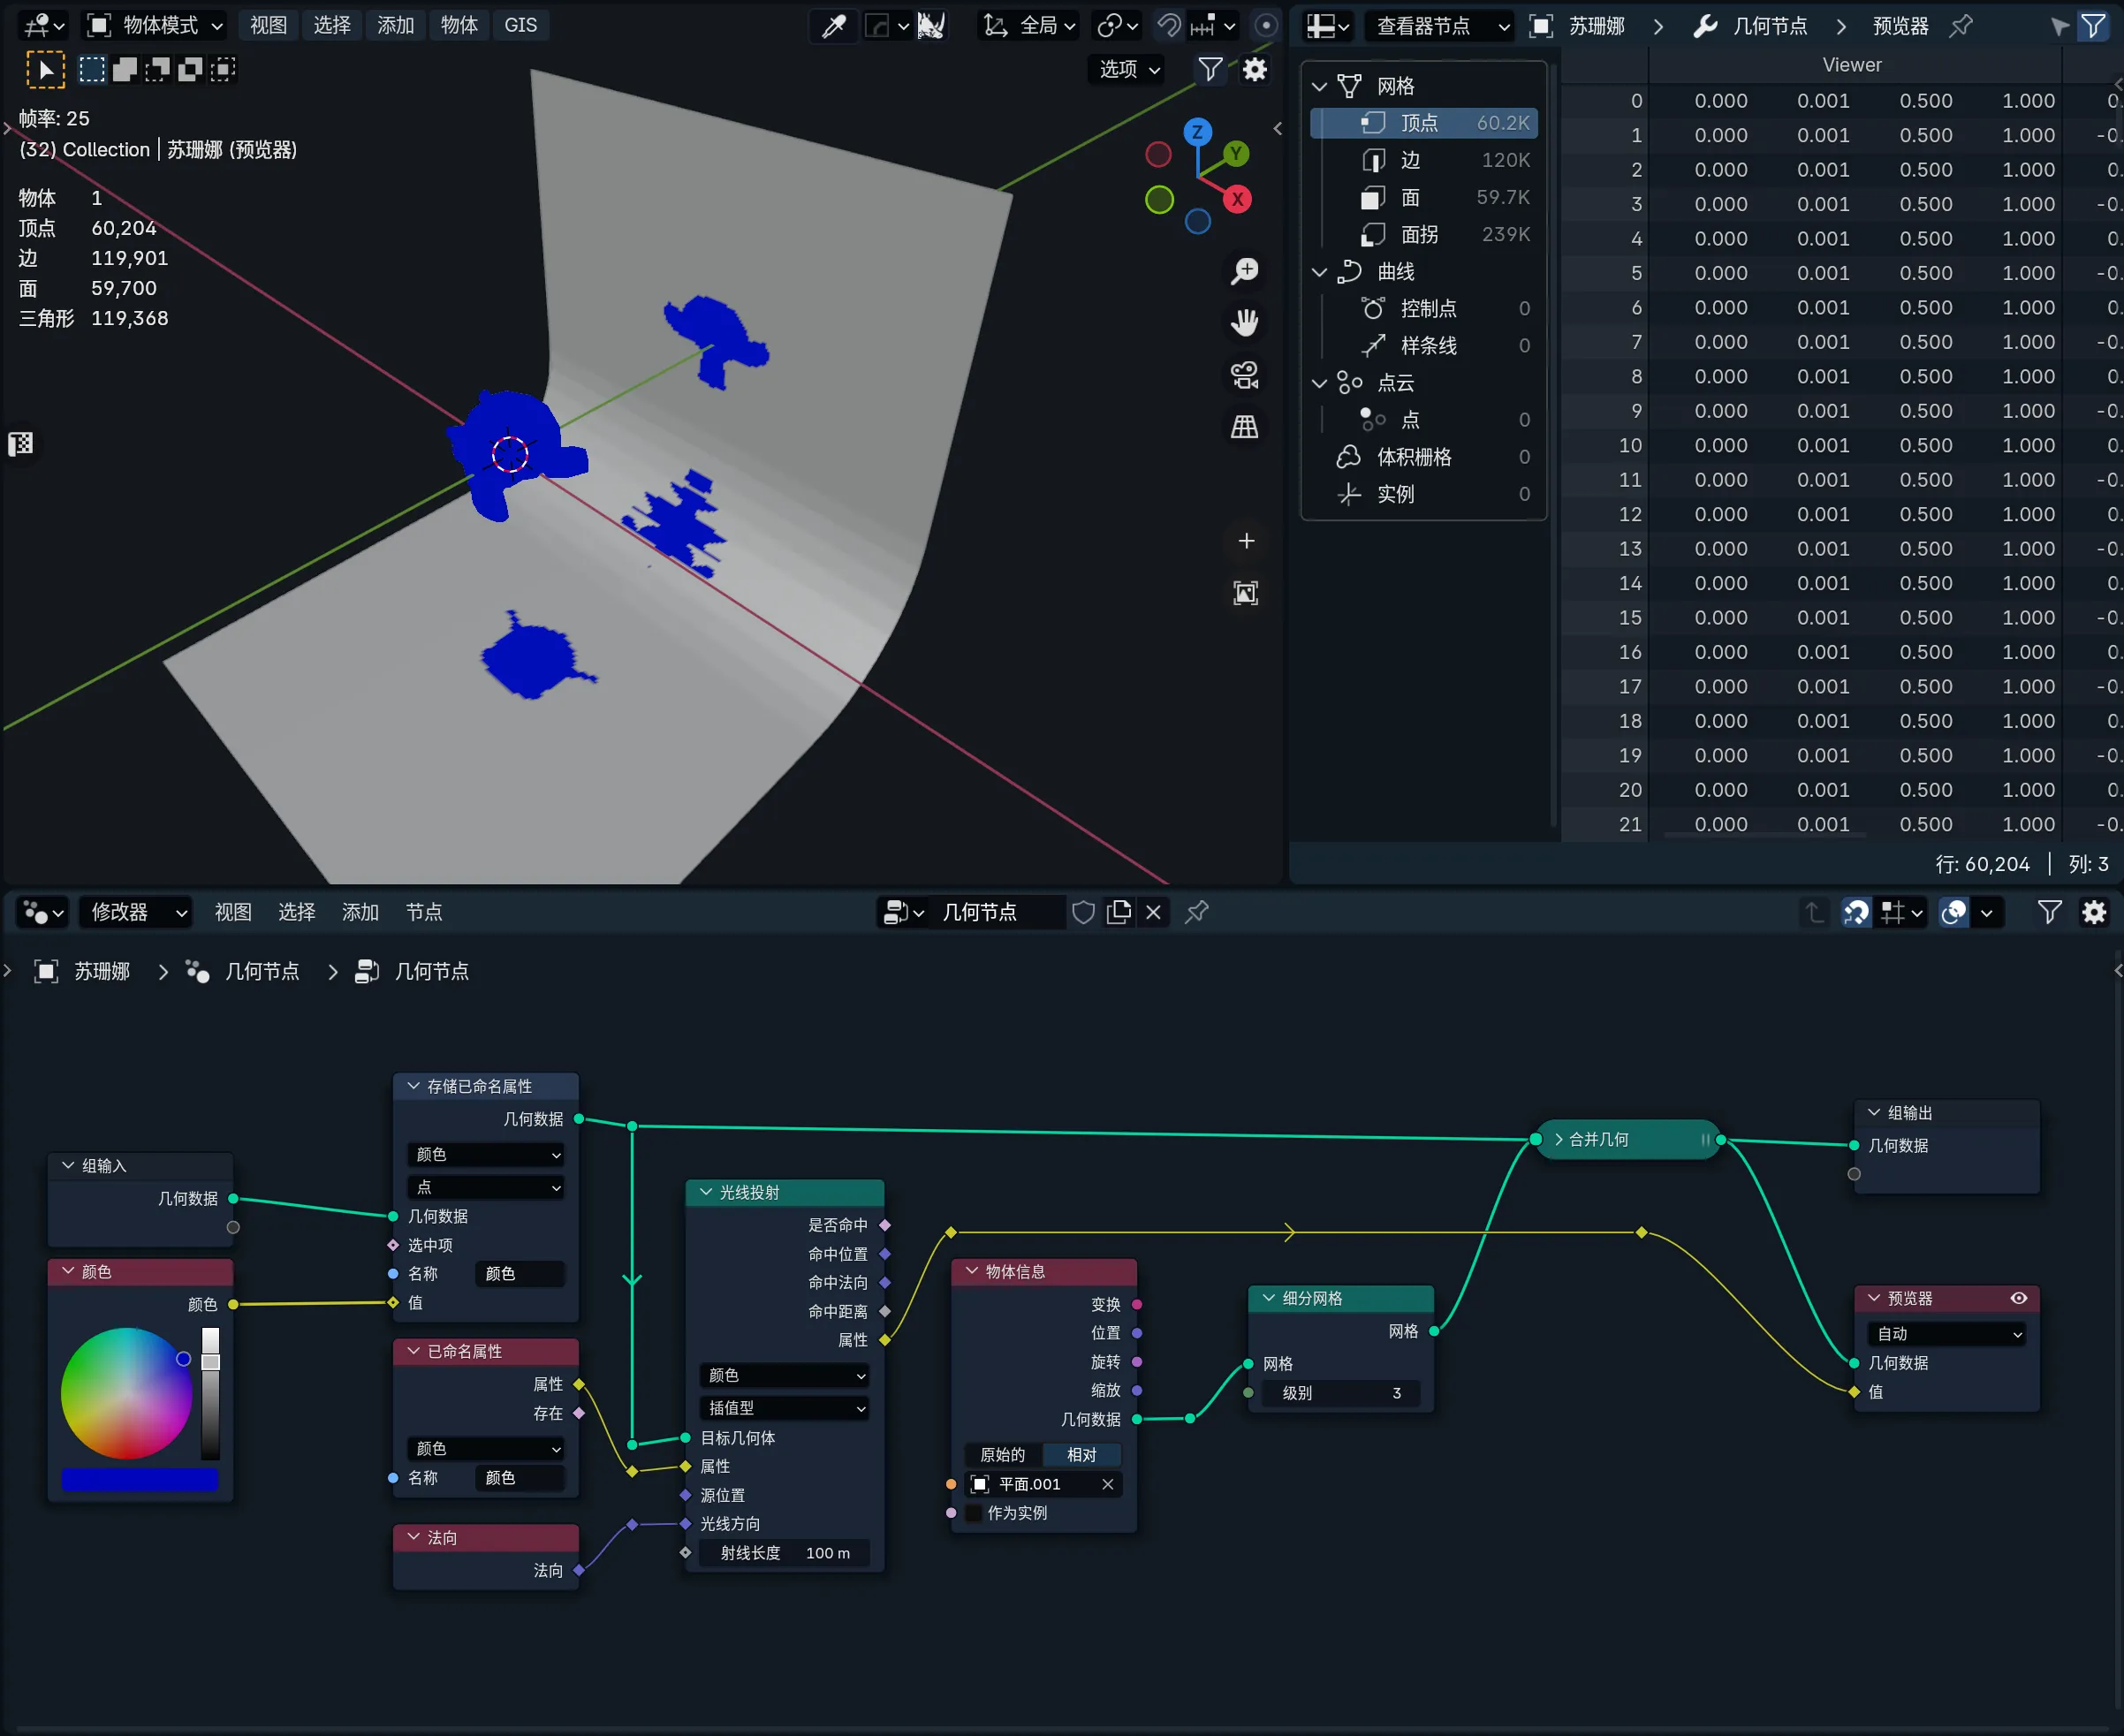 物体模式 视图 选择 添加 物体 GIS 全局
选项
帧率: 25
(32) Collection | 苏珊娜 (预览器)
物体 1
顶点 60,204
边 119,901
面 59,700
三角形 119,368
Z
Y
X
查看器节点 苏珊娜 几何节点 预览器
网格
顶点 60.2K
边 120K
面 59.7K
面拐 239K
曲线
控制点 0
样条线 0
点云
点 0
体积栅格 0
实例 0
Viewer
0 0.000 0.001 0.500 1.000 0.
1 0.000 0.001 0.500 1.000 -0.
2 0.000 0.001 0.500 1.000 0.
3 0.000 0.001 0.500 1.000 -0.
4 0.000 0.001 0.500 1.000 0.
5 0.000 0.001 0.500 1.000 -0.
6 0.000 0.001 0.500 1.000 0.
7 0.000 0.001 0.500 1.000 -0.
8 0.000 0.001 0.500 1.000 0.
9 0.000 0.001 0.500 1.000 -0.
10 0.000 0.001 0.500 1.000 0.
11 0.000 0.001 0.500 1.000 -0.
12 0.000 0.001 0.500 1.000 0.
13 0.000 0.001 0.500 1.000 -0.
14 0.000 0.001 0.500 1.000 0.
15 0.000 0.001 0.500 1.000 -0.
16 0.000 0.001 0.500 1.000 0.
17 0.000 0.001 0.500 1.000 -0.
18 0.000 0.001 0.500 1.000 0.
19 0.000 0.001 0.500 1.000 -0.
20 0.000 0.001 0.500 1.000 0.
21 0.000 0.001 0.500 1.000 -0.
行: 60,204 | 列: 3
修改器 视图 选择 添加 节点 几何节点
苏珊娜 几何节点 几何节点
组输入
几何数据
颜色
颜色
存储已命名属性
几何数据
颜色
点
几何数据
选中项
名称 颜色
值
已命名属性
属性
存在
颜色
名称 颜色
法向
法向
光线投射
是否命中
命中位置
命中法向
命中距离
属性
颜色
插值型
目标几何体
属性
源位置
光线方向
射线长度 100 m
物体信息
变换
位置
旋转
缩放
几何数据
原始的 相对
平面.001
作为实例
细分网格
网格
网格
级别 3
合并几何
组输出
几何数据
预览器
自动
几何数据
值